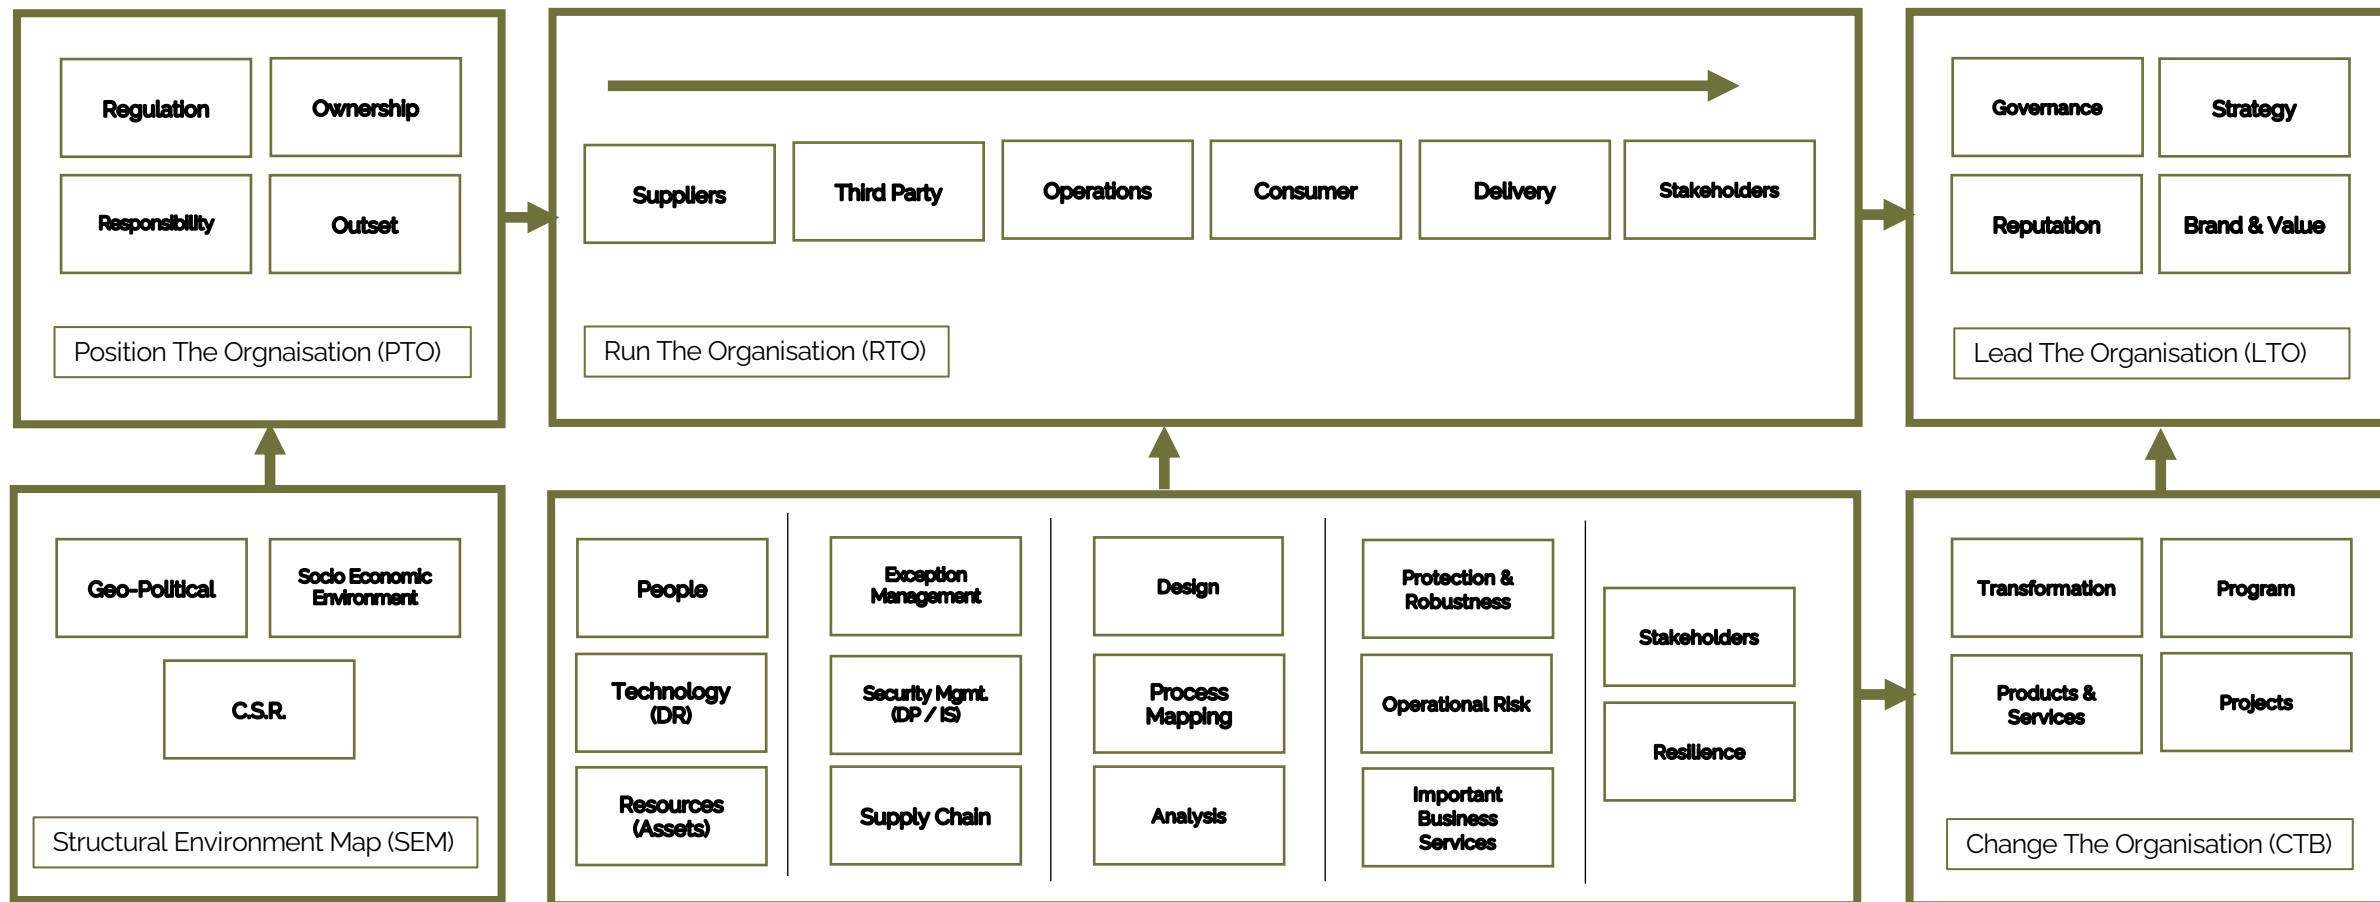 Regulation
Ownership
Responsibility
Outset
Position The Orgnaisation (PTO)
Suppliers
Third Party
Operations
Consumer
Delivery
Stakeholders
Run The Organisation (RTO)
Governance
Strategy
Reputation
Brand & Value
Lead The Organisation (LTO)
Geo-Political
Socio Economic
Environment
C.S.R.
Structural Environment Map (SEM)
People
Technology
(DR)
Resources
(Assets)
Exception
Management
Security Mgmt.
(DP / IS)
Supply Chain
Design
Process
Mapping
Analysis
Protection &
Robustness
Operational Risk
Important
Business
Services
Stakeholders
Resilience
Transformation
Program
Products &
Services
Projects
Change The Organisation (CTB)